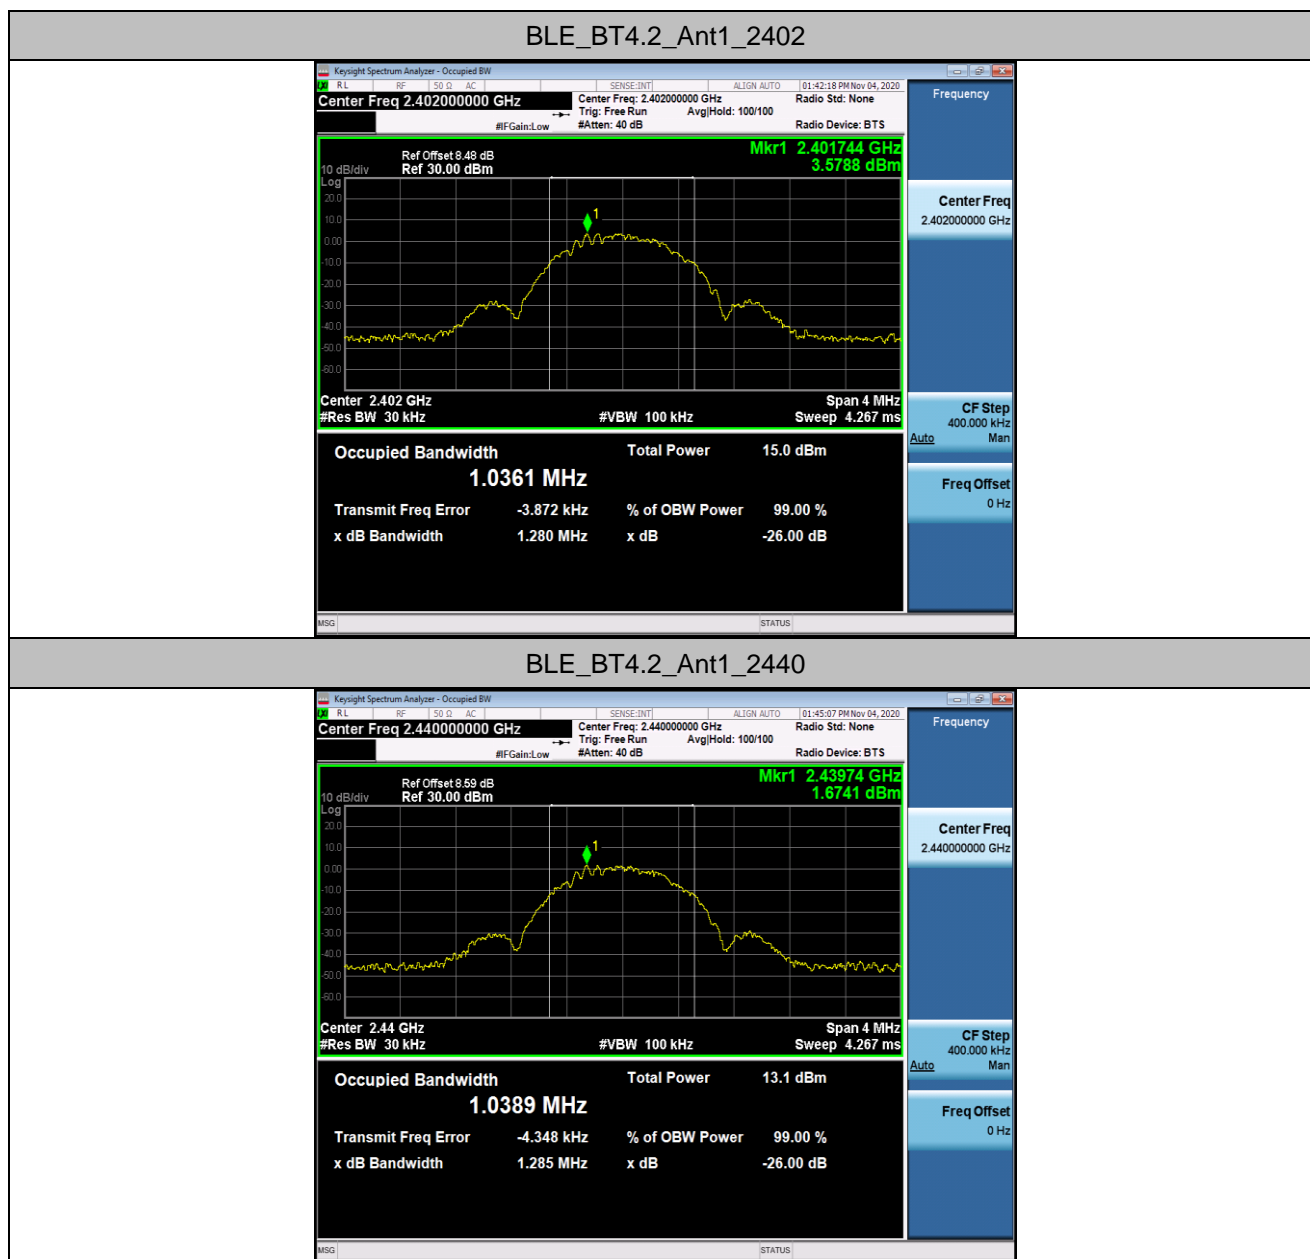 BLE_BT4.2_Ant1_2402
Keysight Spectrum Analyzer - Occupied BW
LXI RL RF 50 Ω AC SENSE:INT ALIGN AUTO 01:42:18 PM Nov 04, 2020
Center Freq 2.402000000 GHz
Center Freq: 2.402000000 GHz Radio Std: None
Trig: Free Run Avg|Hold: 100/100
#IFGain:Low #Atten: 40 dB Radio Device: BTS
Mkr1 2.401744 GHz
3.5788 dBm
Ref Offset 8.48 dB
10 dB/div Ref 30.00 dBm
Log
20.0
10.0
0.00
-10.0
-20.0
-30.0
-40.0
-50.0
-60.0
1
Center 2.402 GHz Span 4 MHz
#Res BW 30 kHz #VBW 100 kHz Sweep 4.267 ms
Occupied Bandwidth Total Power 15.0 dBm
1.0361 MHz
Transmit Freq Error -3.872 kHz % of OBW Power 99.00 %
x dB Bandwidth 1.280 MHz x dB -26.00 dB
MSG STATUS
Frequency
Center Freq
2.402000000 GHz
CF Step
400.000 kHz
Auto Man
Freq Offset
0 Hz
BLE_BT4.2_Ant1_2440
Keysight Spectrum Analyzer - Occupied BW
LXI RL RF 50 Ω AC SENSE:INT ALIGN AUTO 01:45:07 PM Nov 04, 2020
Center Freq 2.440000000 GHz
Center Freq: 2.440000000 GHz Radio Std: None
Trig: Free Run Avg|Hold: 100/100
#IFGain:Low #Atten: 40 dB Radio Device: BTS
Mkr1 2.43974 GHz
1.6741 dBm
Ref Offset 8.59 dB
10 dB/div Ref 30.00 dBm
Log
20.0
10.0
0.00
-10.0
-20.0
-30.0
-40.0
-50.0
-60.0
1
Center 2.44 GHz Span 4 MHz
#Res BW 30 kHz #VBW 100 kHz Sweep 4.267 ms
Occupied Bandwidth Total Power 13.1 dBm
1.0389 MHz
Transmit Freq Error -4.348 kHz % of OBW Power 99.00 %
x dB Bandwidth 1.285 MHz x dB -26.00 dB
MSG STATUS
Frequency
Center Freq
2.440000000 GHz
CF Step
400.000 kHz
Auto Man
Freq Offset
0 Hz